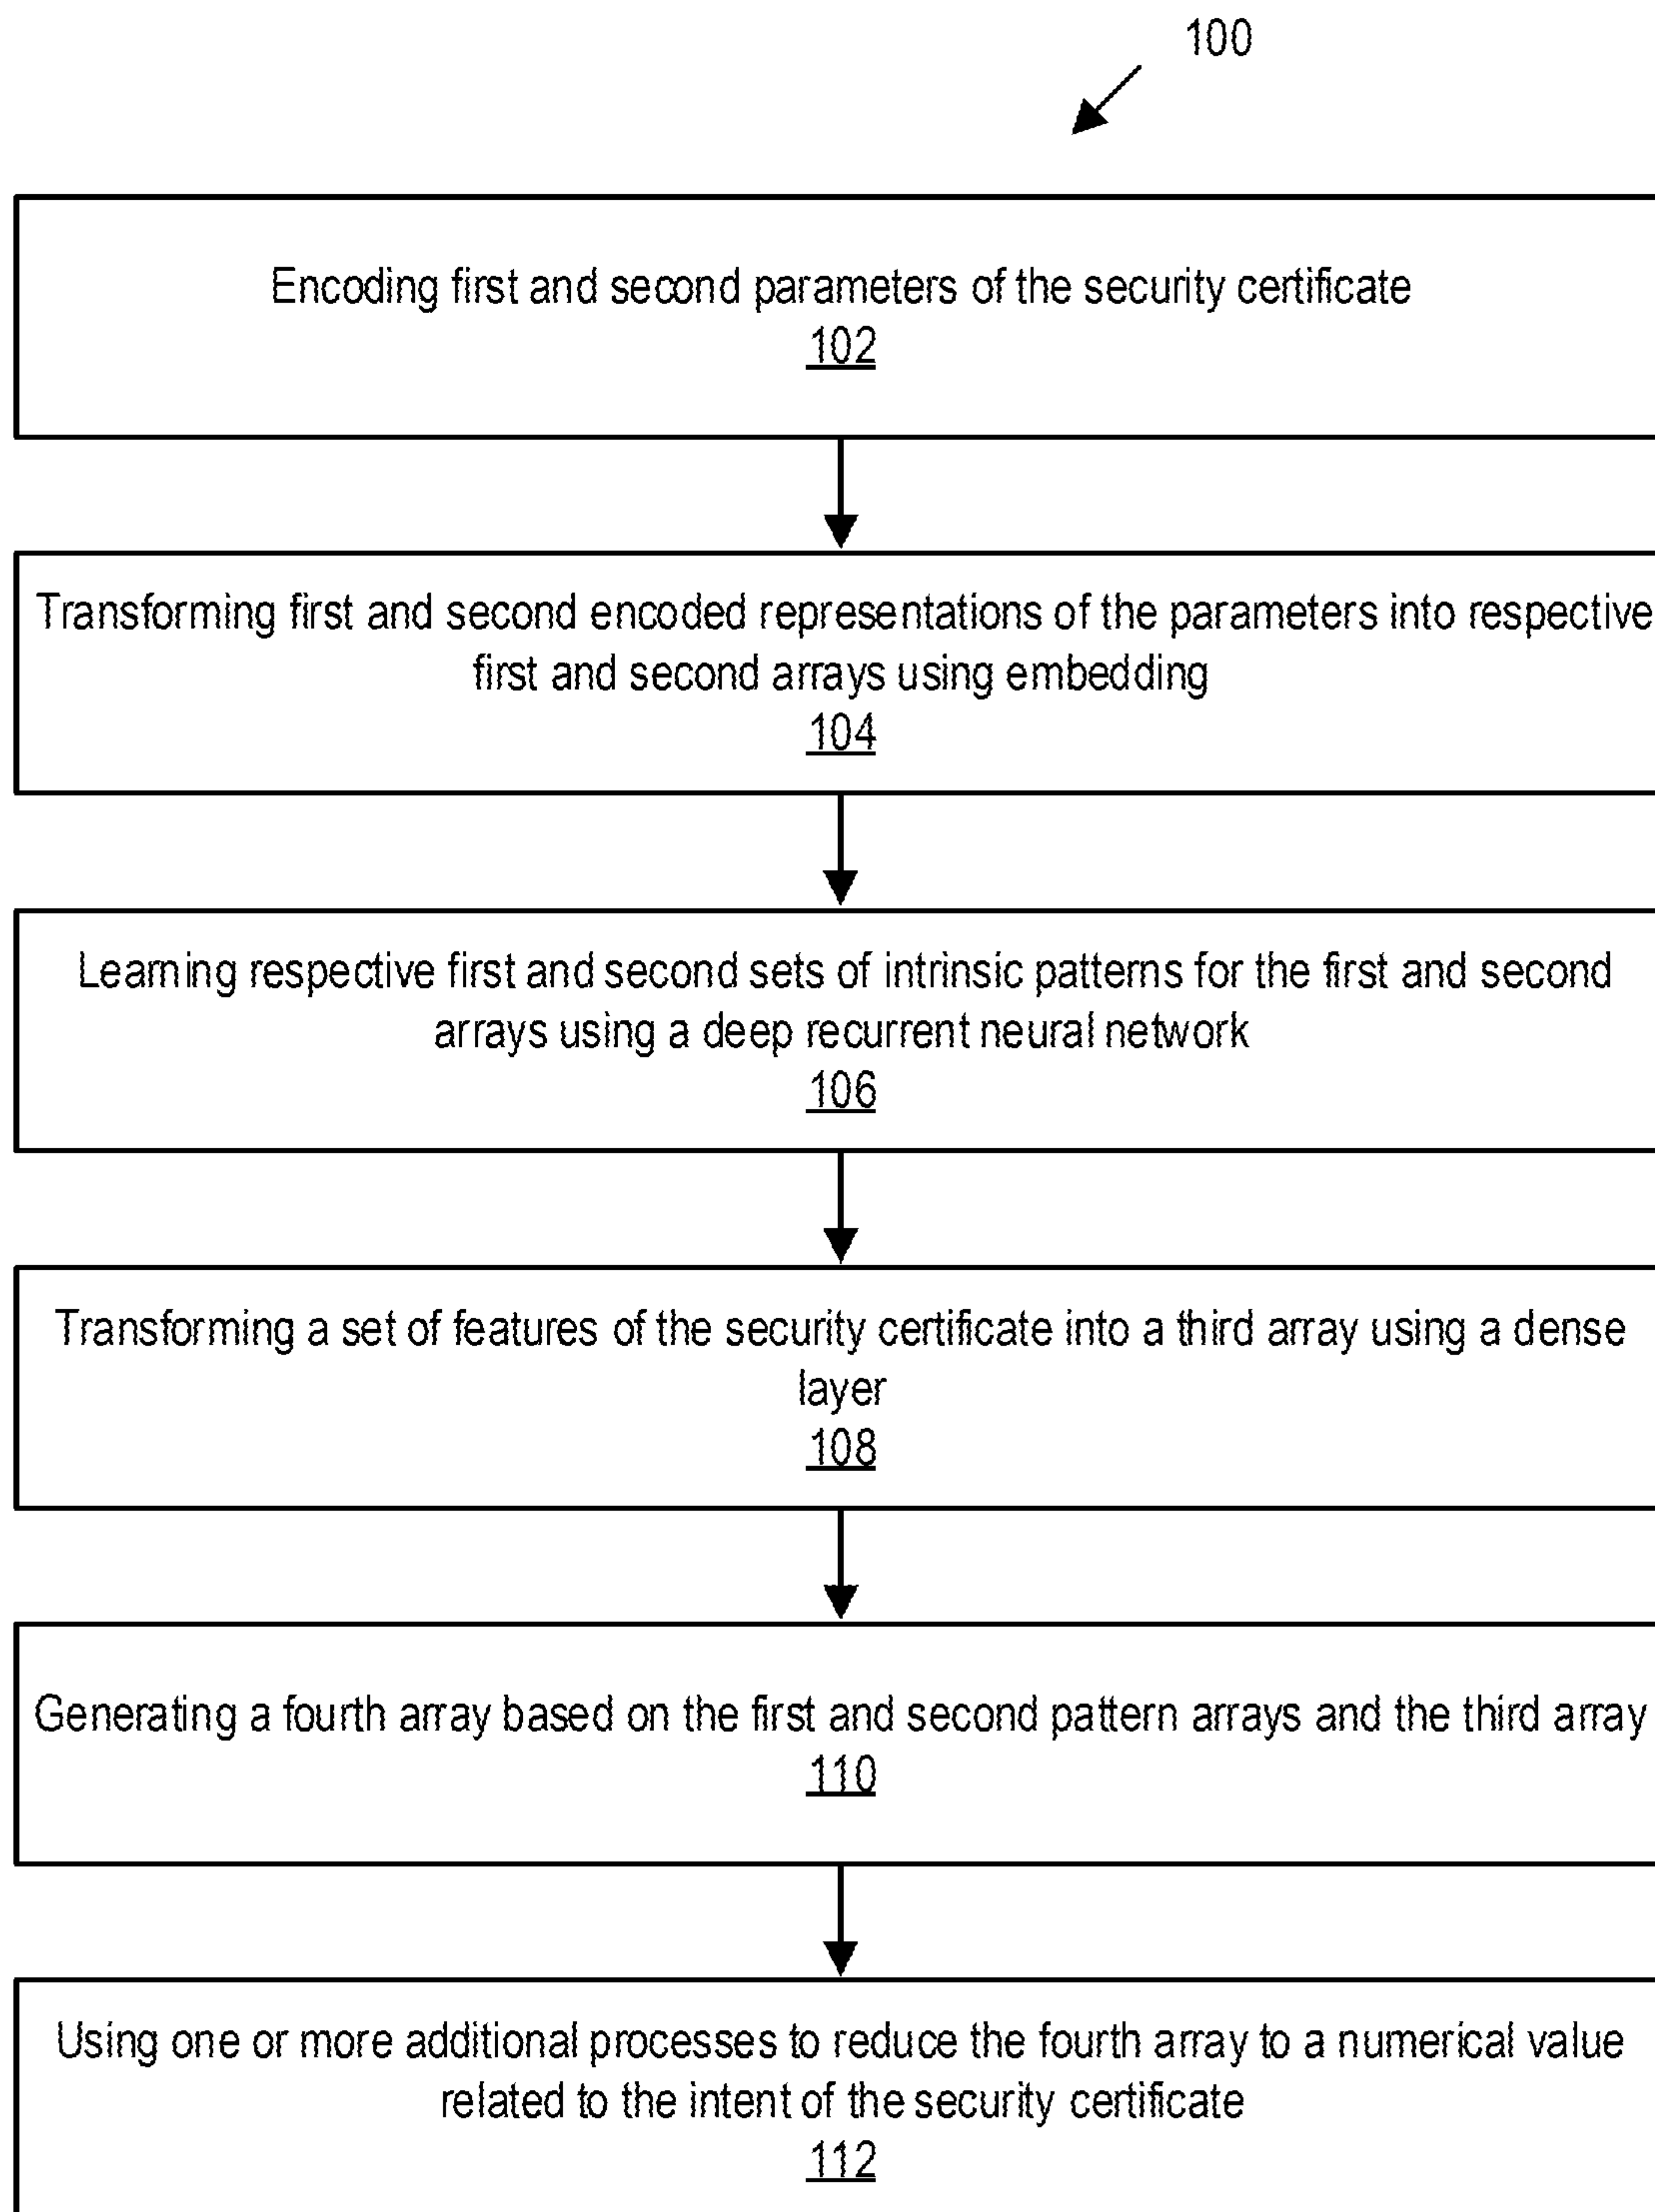 100
Encoding first and second parameters of the security certificate
102
Transforming first and second encoded representations of the parameters into respective
first and second arrays using embedding
104
Learning respective first and second sets of intrinsic patterns for the first and second
arrays using a deep recurrent neural network
106
Transforming a set of features of the security certificate into a third array using a dense
layer
108
Generating a fourth array based on the first and second pattern arrays and the third array
110
Using one or more additional processes to reduce the fourth array to a numerical value
related to the intent of the security certificate
112